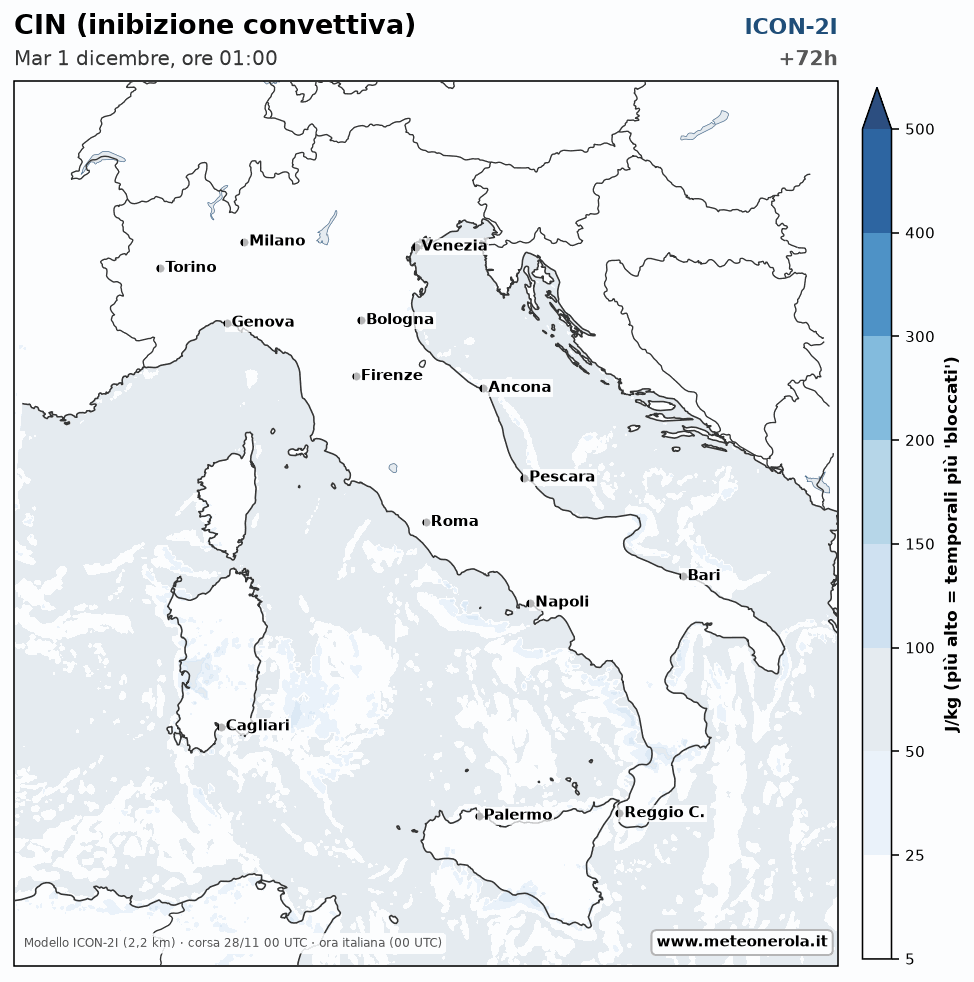 CIN (inibizione convettiva)
ICON-2I
Mar 1 dicembre, ore 01:00
+72h
Milano
Venezia
Torino
Genova
Bologna
Firenze
Ancona
Pescara
Roma
Bari
Napoli
Cagliari
Palermo
Reggio C.
500
400
300
200
150
100
50
25
5
J/kg (più alto = temporali più 'bloccati')
Modello ICON-2I (2,2 km) · corsa 28/11 00 UTC · ora italiana (00 UTC)
www.meteonerola.it